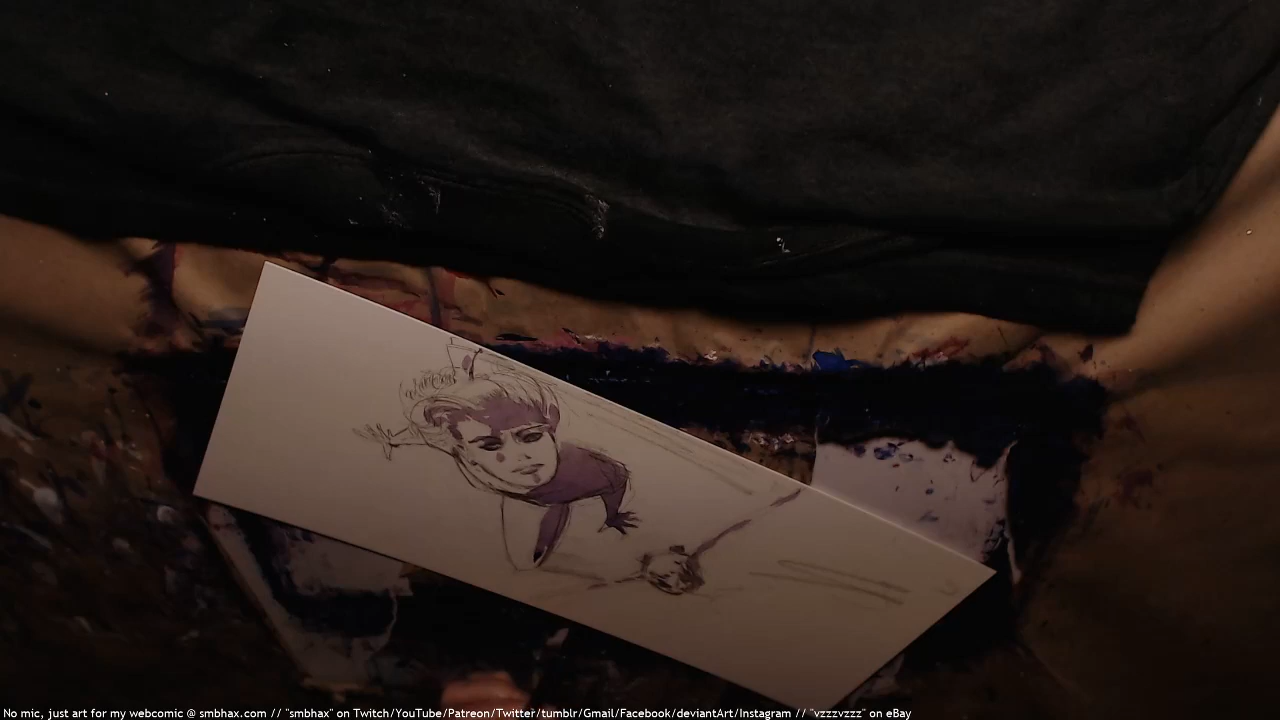 No mic, just art for my webcomic @ smbhax.com // "smbhax" on Twitch/YouTube/Patreon/Twitter/tumblr/Gmail/Facebook/deviantArt/Instagram // "vzzzvzzz" on eBay